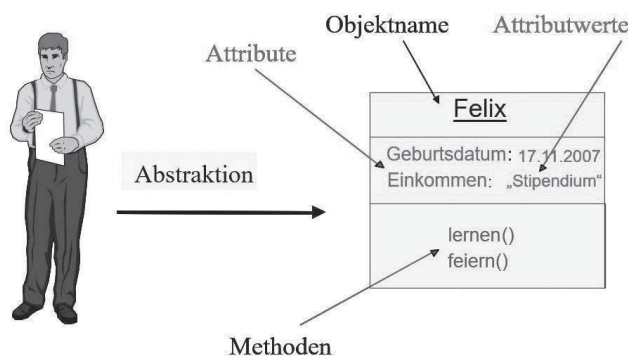 Objektname
Attributwerte
Attribute
Felix
Geburtsdatum: 17.11.2007
Einkommen: „Stipendium“
Abstraktion
lernen()
feiern()
Methoden